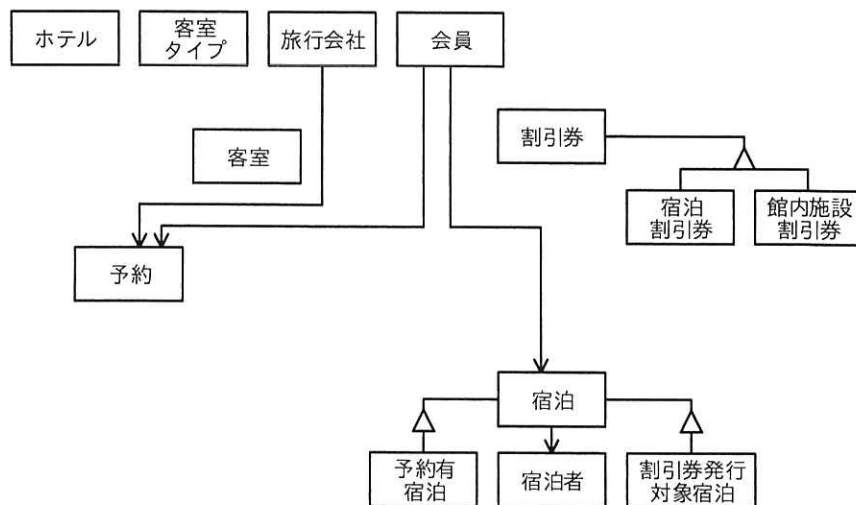 ホテル
客室
タイプ
旅行会社
会員
割引券
客室
宿泊
割引券
館内施設
割引券
予約
宿泊
予約有
宿泊
宿泊者
割引券発行
対象宿泊